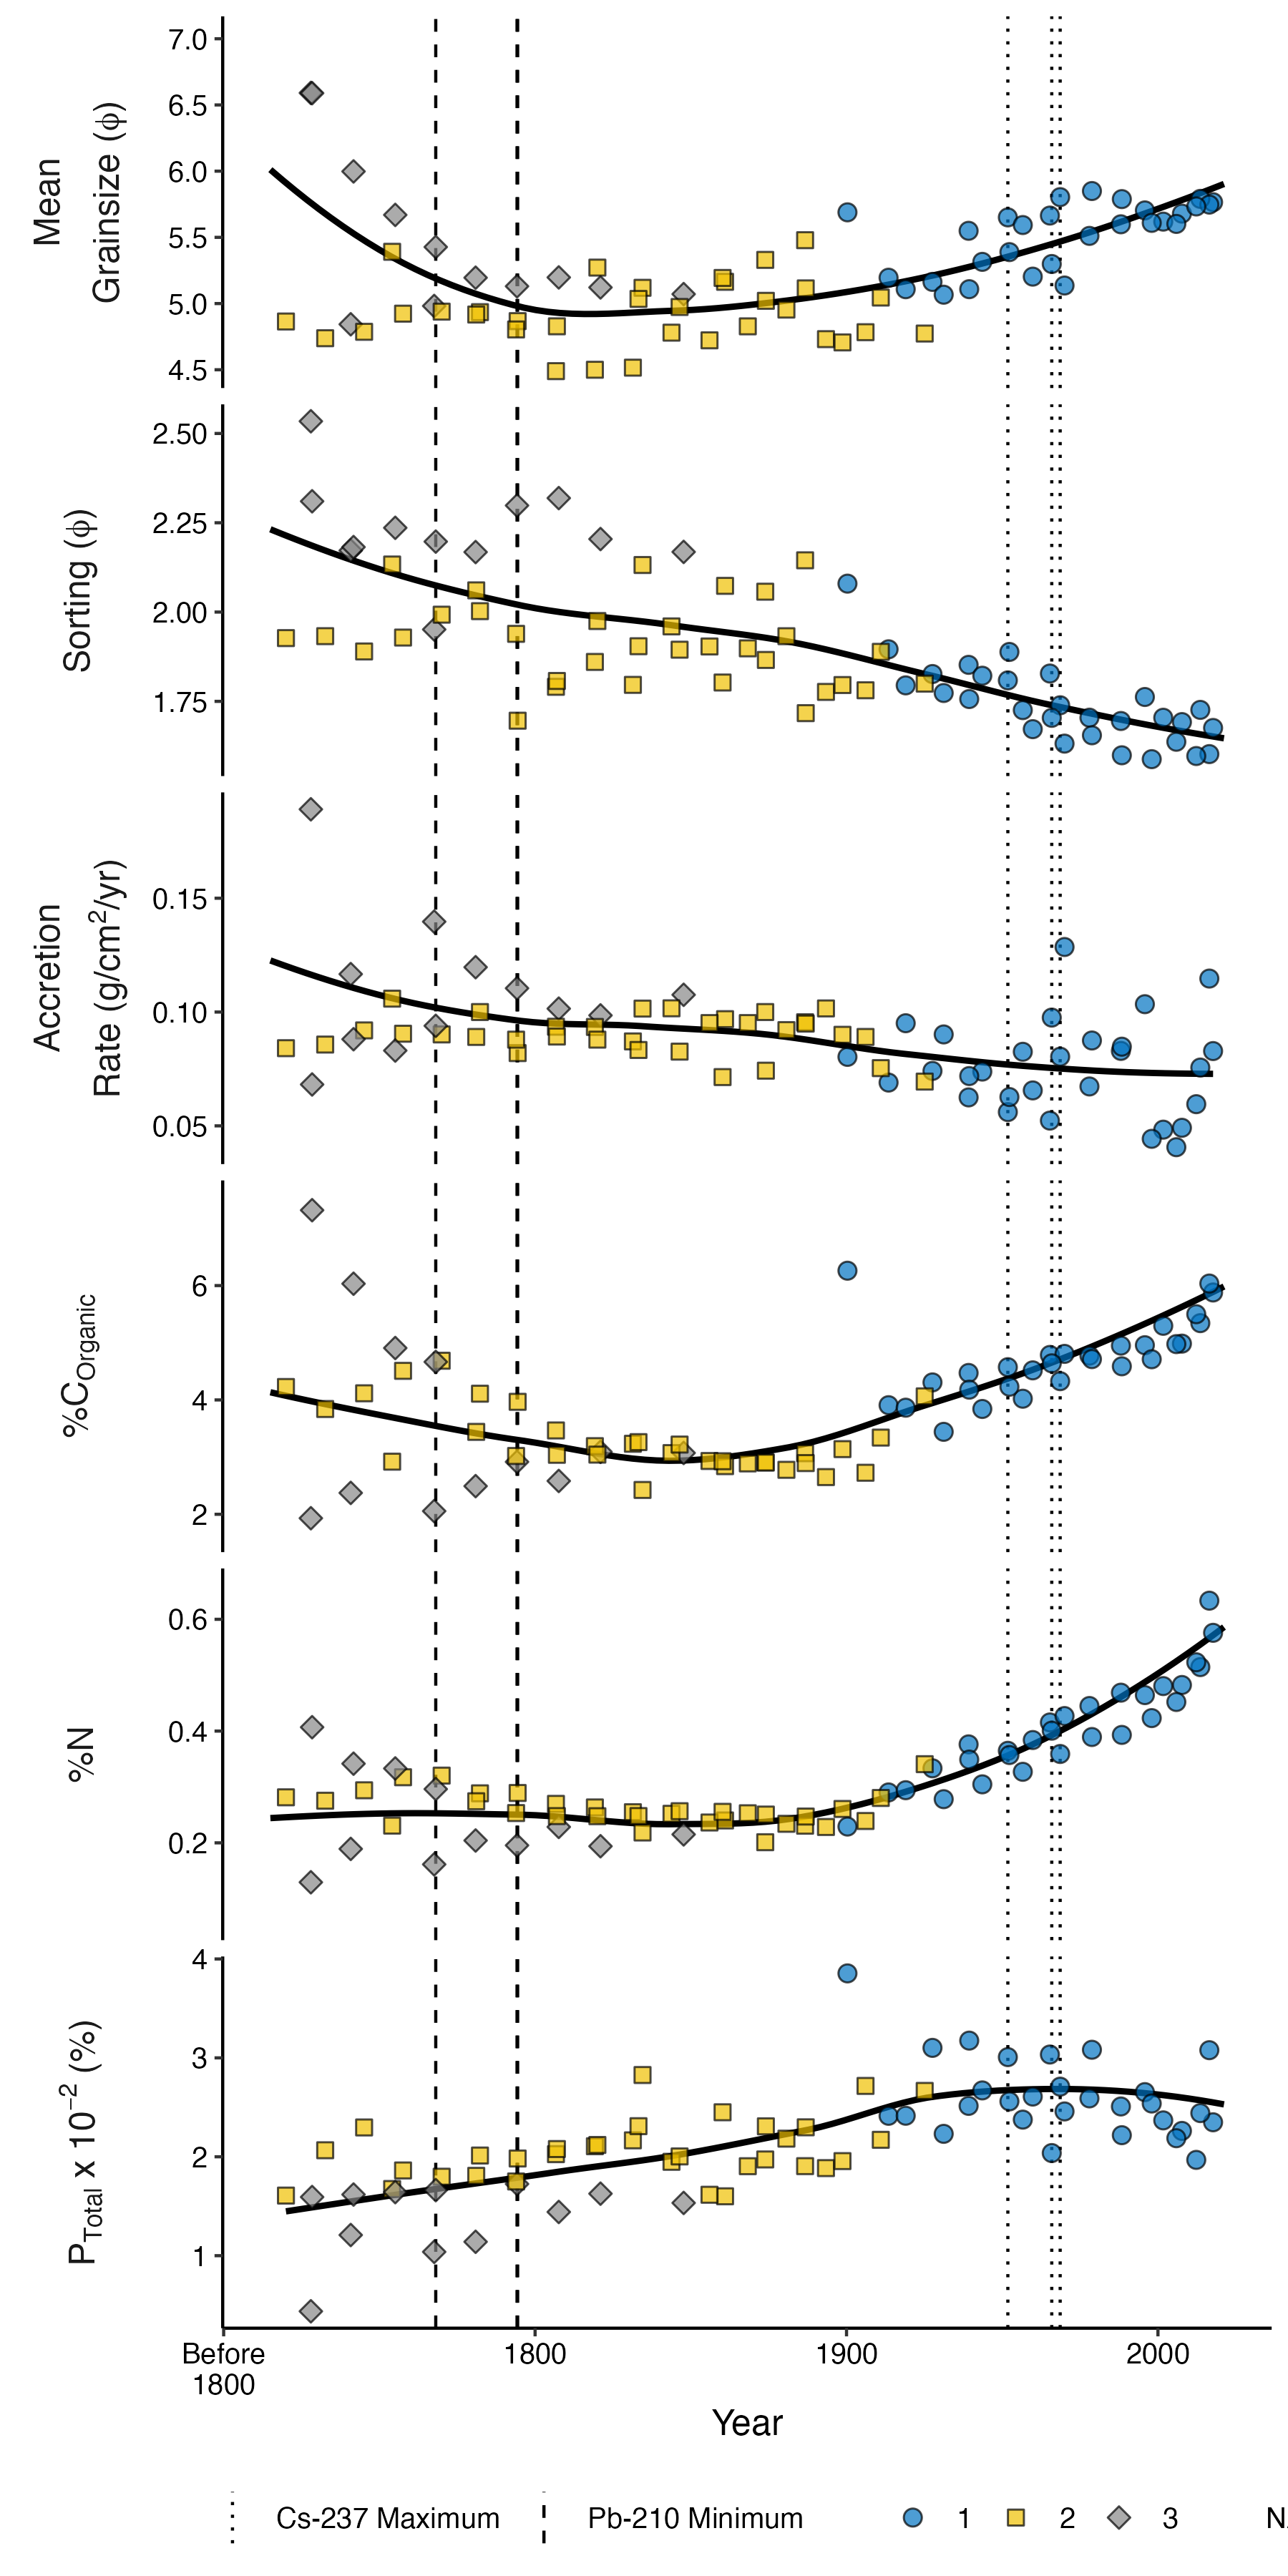 7.0
6.5
6.0
5.5
5.0
4.5
Mean
Grainsize (ϕ)
2.50
2.25
2.00
1.75
Sorting (ϕ)
0.15
0.10
0.05
Accretion
Rate (g/cm²/yr)
6
4
2
%C_Organic
0.6
0.4
0.2
%N
4
3
2
1
P_Total x 10⁻² (%)
Before
1800
1800
1900
2000
Year
Cs-237 Maximum
Pb-210 Minimum
1
2
3